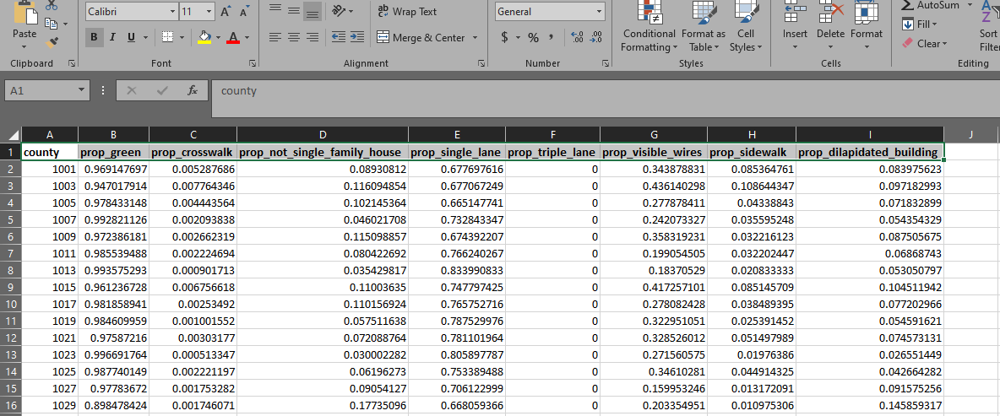 Calibri 11 A A General AutoSum
Paste B I U A ab Wrap Text $ % , Conditional Formatting Format as Table Cell Styles Insert Delete Format Fill Sort
Merge & Center Clear Filter
Clipboard Font Alignment Number Styles Cells Editing
A1 fx county
A B C D E F G H I J
1 county prop_green prop_crosswalk prop_not_single_family_house prop_single_lane prop_triple_lane prop_visible_wires prop_sidewalk prop_dilapidated_building
2 1001 0.969147697 0.005287686 0.08930812 0.677697616 0 0.343878831 0.085364761 0.083975623
3 1003 0.947017914 0.007764346 0.116094854 0.677067249 0 0.436140298 0.108644347 0.097182993
4 1005 0.978433148 0.004443564 0.102145364 0.665147741 0 0.277878411 0.04338843 0.071832899
5 1007 0.992821126 0.002093838 0.046021708 0.732843347 0 0.242073327 0.035595248 0.054354329
6 1009 0.972386181 0.002662319 0.115098857 0.674392207 0 0.358319231 0.032216123 0.087505675
7 1011 0.985539488 0.002224694 0.080422692 0.766240267 0 0.199054505 0.032202447 0.06868743
8 1013 0.993575293 0.000901713 0.035429817 0.833990833 0 0.18370529 0.020833333 0.053050797
9 1015 0.961236728 0.006756618 0.11003635 0.747797425 0 0.417257101 0.085145709 0.104511942
10 1017 0.981858941 0.00253492 0.110156924 0.765752716 0 0.278082428 0.038489395 0.077202966
11 1019 0.984609959 0.001001552 0.057511638 0.787529976 0 0.322951051 0.025391452 0.054591621
12 1021 0.97587216 0.00303177 0.072088764 0.781101964 0 0.328526012 0.051497989 0.074573131
13 1023 0.996691764 0.000513347 0.030002282 0.805897787 0 0.271560575 0.01976386 0.026551449
14 1025 0.987740149 0.002221197 0.06196273 0.753389488 0 0.34610281 0.044914325 0.042664282
15 1027 0.97783672 0.001753282 0.09054127 0.706122999 0 0.159953246 0.013172091 0.091575256
16 1029 0.898478424 0.001746071 0.17735096 0.668059366 0 0.203354951 0.010975306 0.145859317